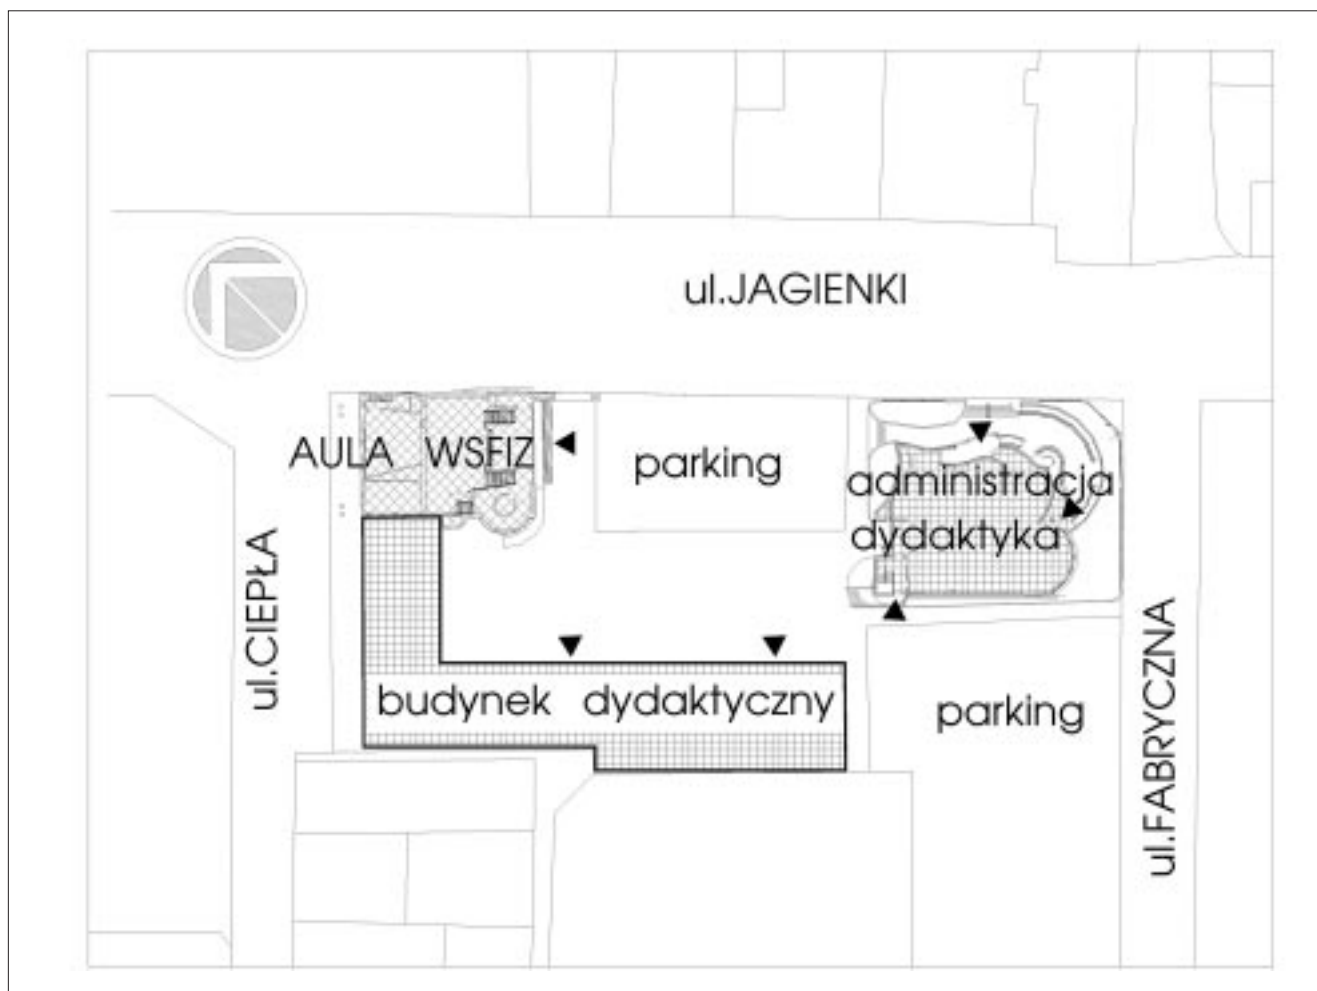 ul.JAGIENKI
AULA WSFIZ
parking
administracja
dydaktyka
ul.CIEPŁA
budynek dydaktyczny
parking
ul.FABRYCZNA